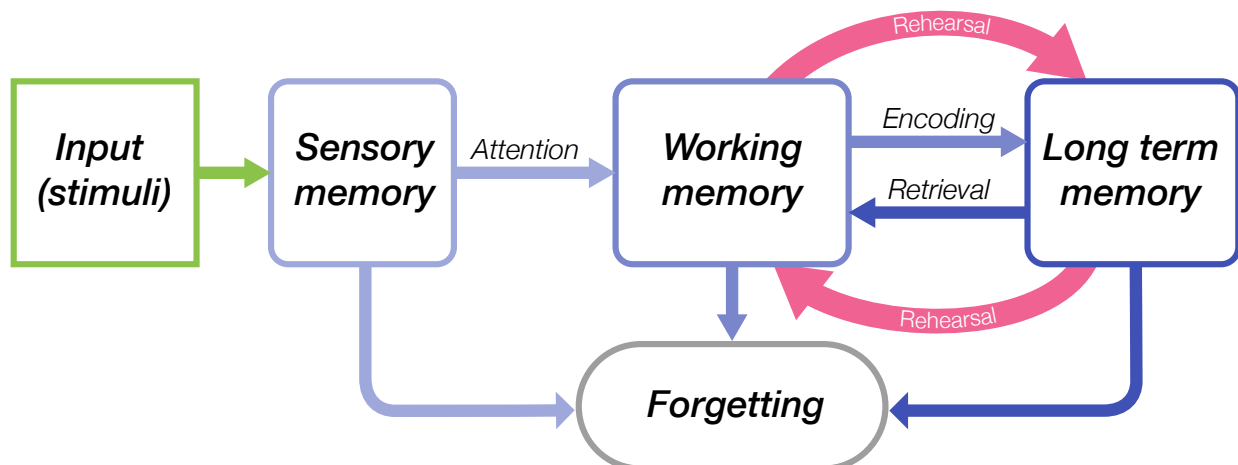 Rehearsal
Input
(stimuli)
Sensory
memory
Attention
Working
memory
Encoding
Retrieval
Long term
memory
Rehearsal
Forgetting